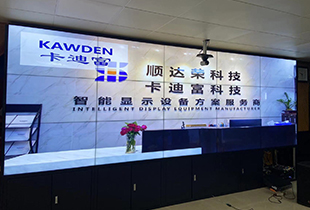 KAWDEN
卡迪富
顺达荣科技
卡迪富科技
智能显示设备方案服务商
INTELLIGENT DISPLAY EQUIPMENT MANUFACTURER